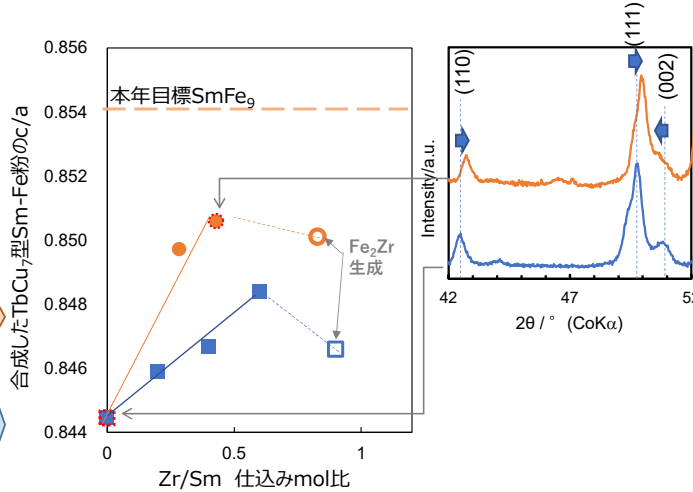 合成したTbCu₇型Sm-Fe粉のc/a
0.856
0.854
0.852
0.850
0.848
0.846
0.844
本年目標SmFe₉
Fe₂Zr
生成
0
0.5
1
Zr/Sm 仕込みmol比
Intensity/a.u.
(110)
(111)
(002)
42
47
52
2θ / ° (CoKα)